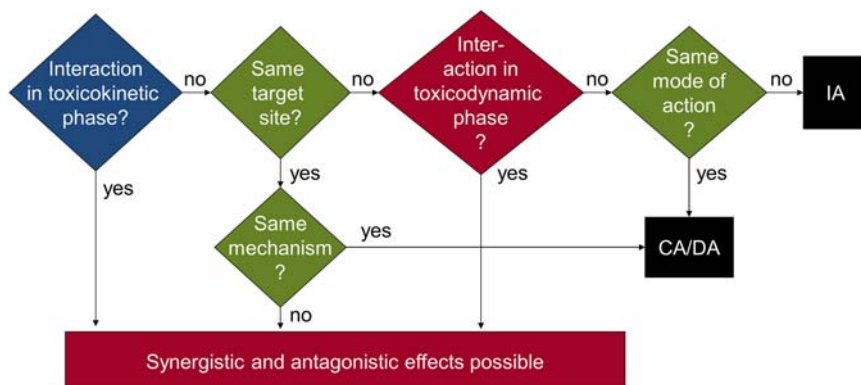 Interaction
in toxicokinetic
phase?
no
Same
target
site?
no
Inter-
action in
toxicodynamic
phase
?
no
Same
mode of
action
?
no
IA
yes
yes
yes
yes
Same
mechanism
?
yes
CA/DA
no
Synergistic and antagonistic effects possible